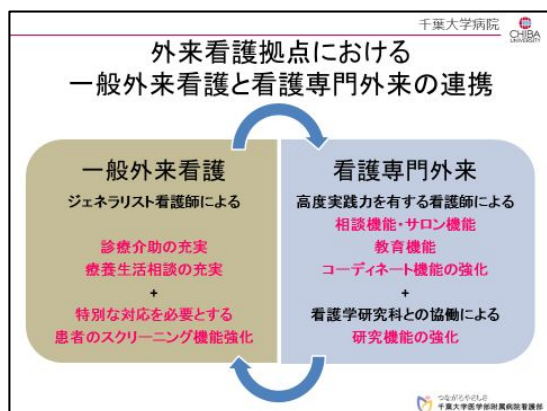 千葉大学病院
CHIBA
UNIVERSITY
外来看護拠点における
一般外来看護と看護専門外来の連携
一般外来看護
ジェネラリスト看護師による
診療介助の充実
療養生活相談の充実
+
特別な対応を必要とする
患者のスクリーニング機能強化
看護専門外来
高度実践力を有する看護師による
相談機能・サロン機能
教育機能
コーディネート機能の強化
+
看護学研究科との協働による
研究機能の強化
つながるやさしさ
千葉大学医学部附属病院看護部